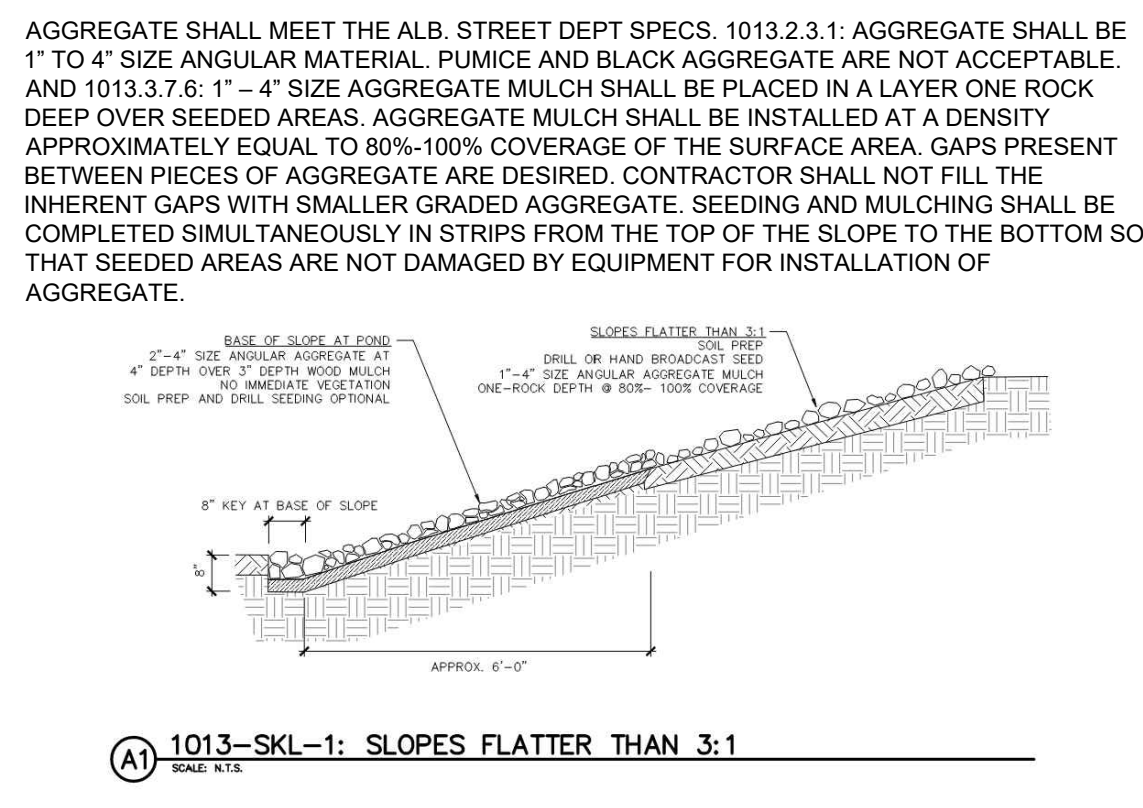 AGGREGATE SHALL MEET THE ALB. STREET DEPT SPECS. 1013.2.3.1: AGGREGATE SHALL BE
1” TO 4” SIZE ANGULAR MATERIAL. PUMICE AND BLACK AGGREGATE ARE NOT ACCEPTABLE.
AND 1013.3.7.6: 1” – 4” SIZE AGGREGATE MULCH SHALL BE PLACED IN A LAYER ONE ROCK
DEEP OVER SEEDED AREAS. AGGREGATE MULCH SHALL BE INSTALLED AT A DENSITY
APPROXIMATELY EQUAL TO 80%-100% COVERAGE OF THE SURFACE AREA. GAPS PRESENT
BETWEEN PIECES OF AGGREGATE ARE DESIRED. CONTRACTOR SHALL NOT FILL THE
INHERENT GAPS WITH SMALLER GRADED AGGREGATE. SEEDING AND MULCHING SHALL BE
COMPLETED SIMULTANEOUSLY IN STRIPS FROM THE TOP OF THE SLOPE TO THE BOTTOM SO
THAT SEEDED AREAS ARE NOT DAMAGED BY EQUIPMENT FOR INSTALLATION OF
AGGREGATE.
BASE OF SLOPE AT POND
2"-4" SIZE ANGULAR AGGREGATE AT
4" DEPTH OVER 3" DEPTH WOOD MULCH
NO IMMEDIATE VEGETATION
SOIL PREP AND DRILL SEEDING OPTIONAL
SLOPES FLATTER THAN 3:1
SOIL PREP
DRILL OR HAND BROADCAST SEED
1"-4" SIZE ANGULAR AGGREGATE MULCH
ONE-ROCK DEPTH @ 80%- 100% COVERAGE
8" KEY AT BASE OF SLOPE
8"
APPROX. 6'-0"
A1
1013-SKL-1: SLOPES FLATTER THAN 3:1
SCALE: N.T.S.